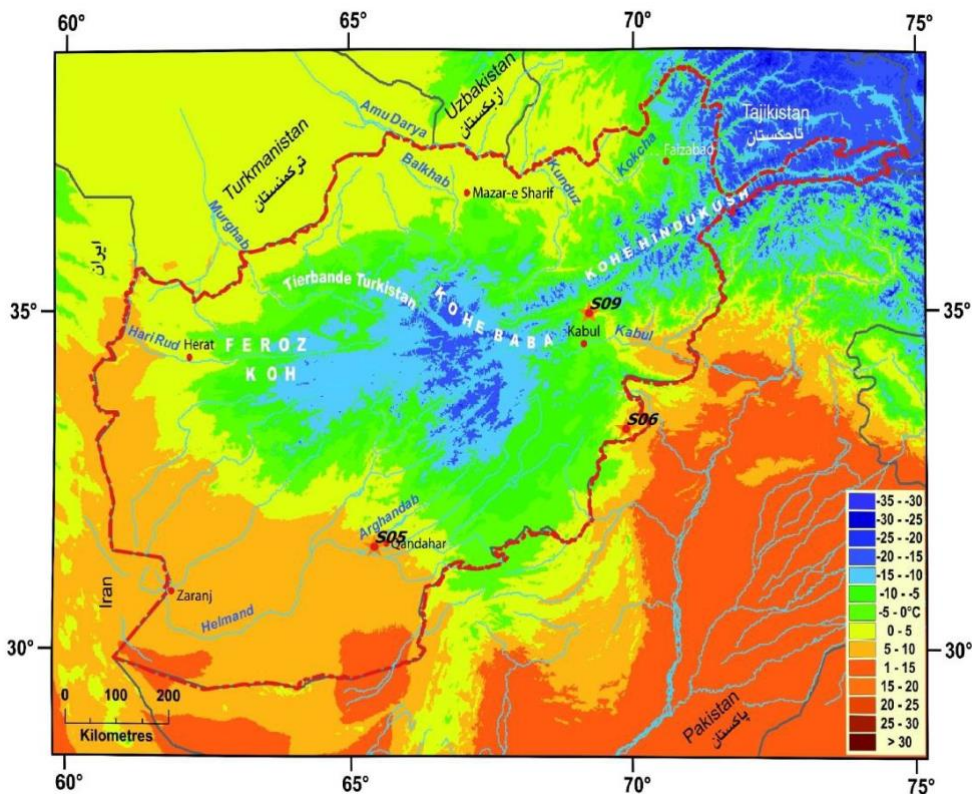 60°
65°
70°
75°
Turkmanistan
ترکمنستان
Uzbakistan
ازبکستان
Tajikistan
تاجکستان
Amu Darya
Balkhab
Kunduz
Kokcha
Faizabad
Murghab
Mazar-e Sharif
ایران
KOHE HINDUKUSH
35°
35°
Tierbande Turkistan
KOHE BABA
S09
Kabul
Kabul
Hari Rud
Herat
FEROZ
KOH
S06
Arghandab
S05
Qandahar
Iran
Zaranj
Helmand
30°
30°
0 100 200
Kilometres
Pakistan
پاکستان
-35 - -30
-30 - -25
-25 - -20
-20 - -15
-15 - -10
-10 - -5
-5 - 0°C
0 - 5
5 - 10
1 - 15
15 - 20
20 - 25
25 - 30
> 30
60°
65°
70°
75°